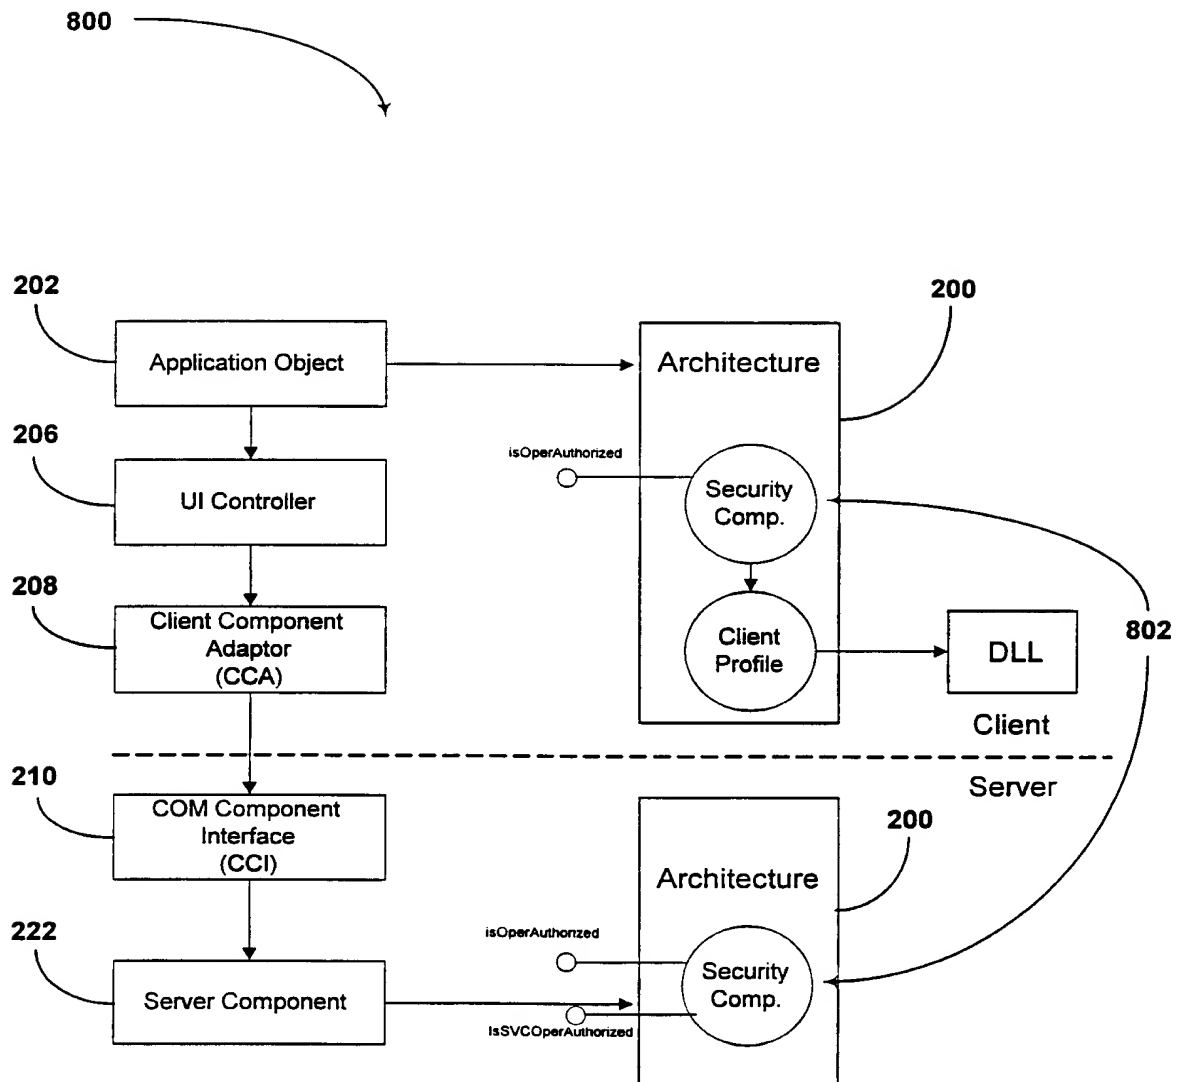 800
202
200
Application Object
Architecture
206
isOperAuthorized
UI Controller
Security
Comp.
208
Client Component
Adaptor
(CCA)
Client
Profile
DLL
802
Client
Server
210
COM Component
Interface
(CCI)
200
Architecture
222
isOperAuthorized
Server Component
Security
Comp.
IsSVCOperAuthorized